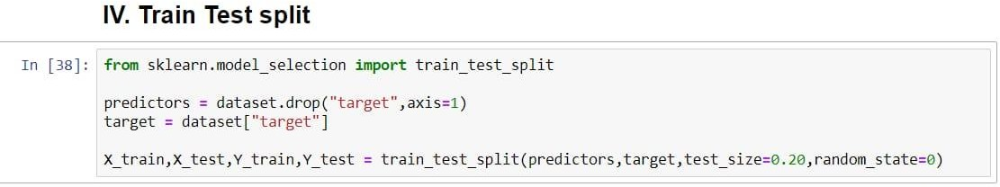 IV. Train Test split
In [38]: from sklearn.model_selection import train_test_split
predictors = dataset.drop("target",axis=1)
target = dataset["target"]
X_train,X_test,Y_train,Y_test = train_test_split(predictors,target,test_size=0.20,random_state=0)